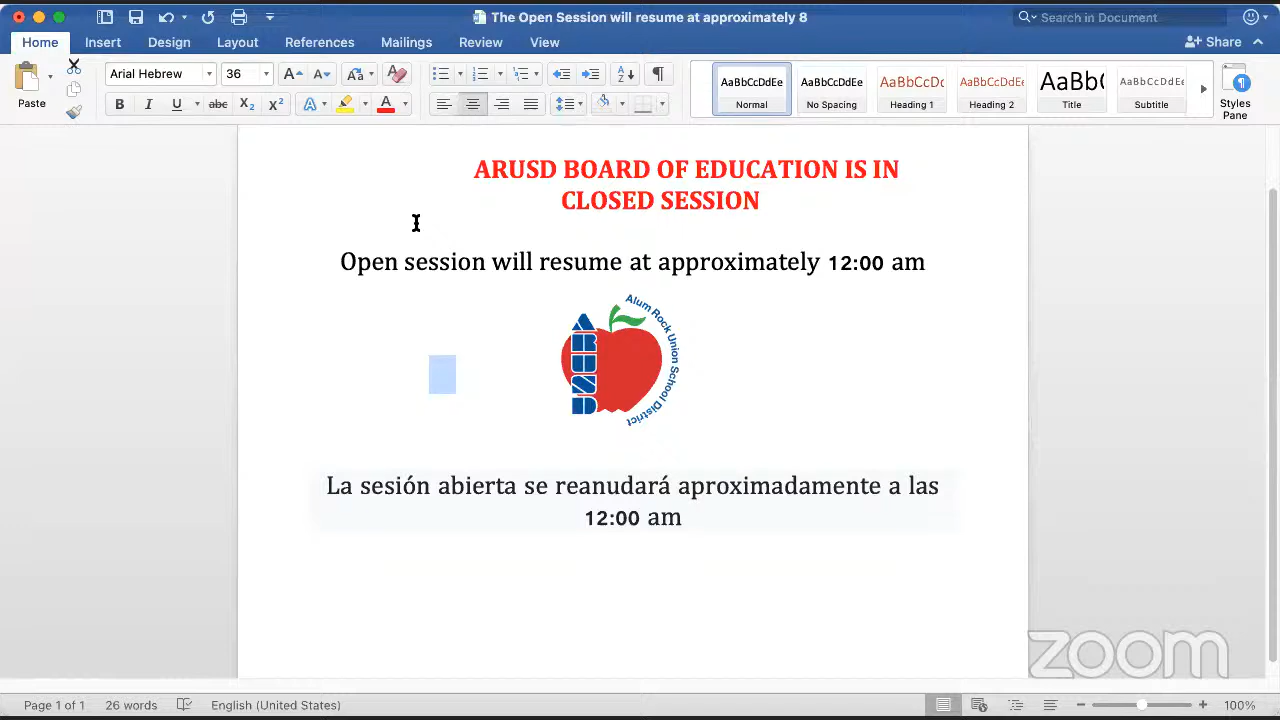 The Open Session will resume at approximately 8
Search in Document
Home Insert Design Layout References Mailings Review View
Share
Paste
Arial Hebrew 36
B I U abc X2 X2 A A
AaBbCcDdEe AaBbCcDdEe AaBbCcDc AaBbCcDdEe AaBb( AaBbCcDdEe
Normal No Spacing Heading 1 Heading 2 Title Subtitle
Styles
Pane
ARUSD BOARD OF EDUCATION IS IN
CLOSED SESSION
Open session will resume at approximately 12:00 am
ARUSD
Alum Rock Union School District
La sesión abierta se reanudará aproximadamente a las
12:00 am
zoom
Page 1 of 1 26 words English (United States) 100%